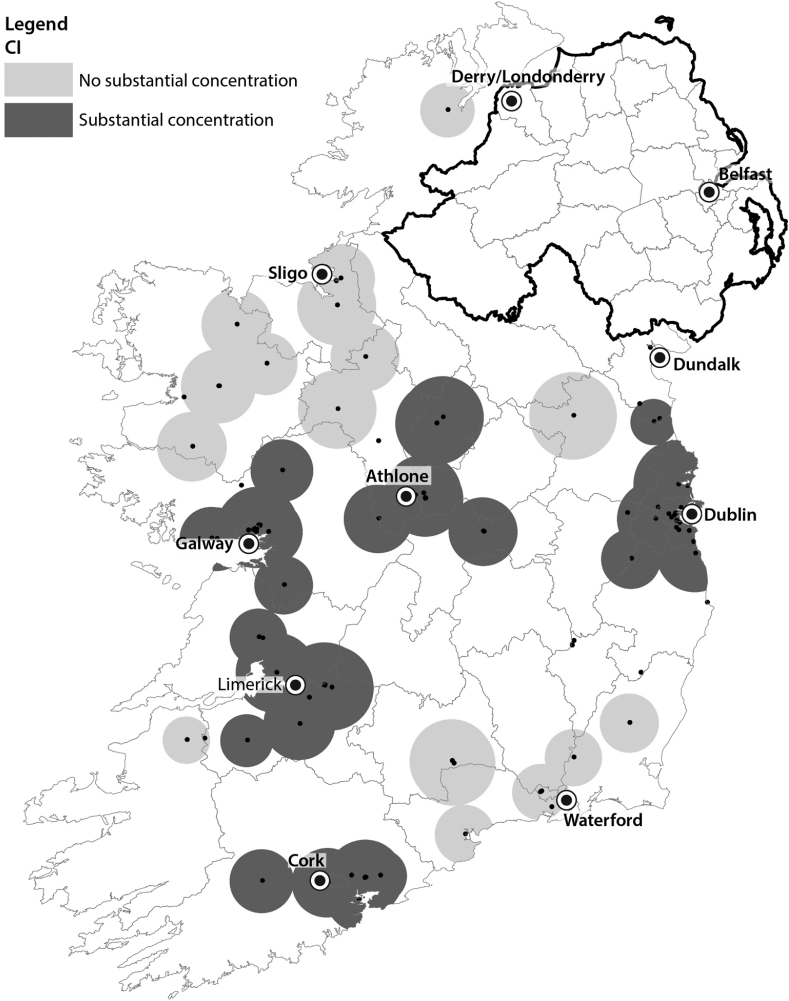 Legend
CI
No substantial concentration
Substantial concentration
Derry/Londonderry
Belfast
Sligo
Dundalk
Athlone
Dublin
Galway
Limerick
Waterford
Cork